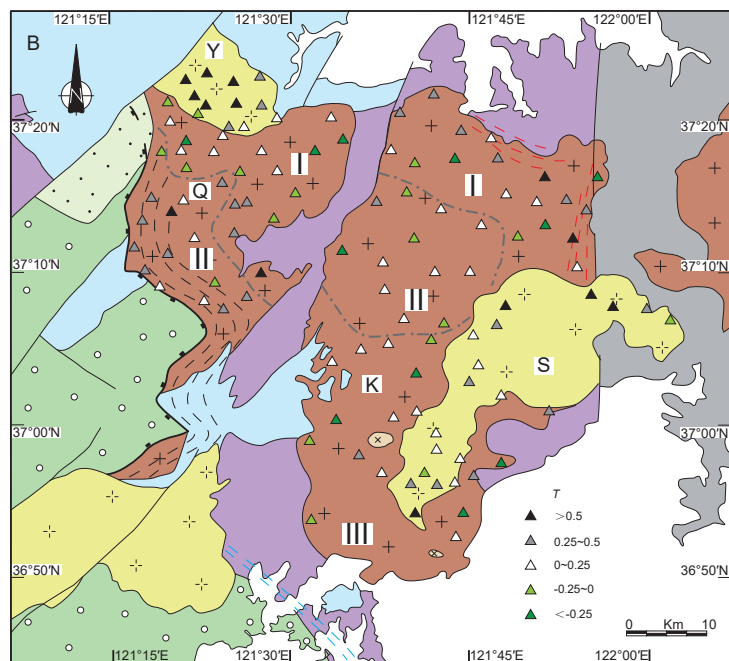 121°15′E 121°30′E 121°45′E 122°00′E
B
Y
N
37°20′N 37°20′N
I
I
Q
II
37°10′N 37°10′N
II
S
K
37°00′N 37°00′N
T
>0.5
0.25~0.5
III
0~0.25
36°50′N 36°50′N
-0.25~0
<-0.25
0 Km 10
121°15′E 121°30′E 121°45′E 122°00′E